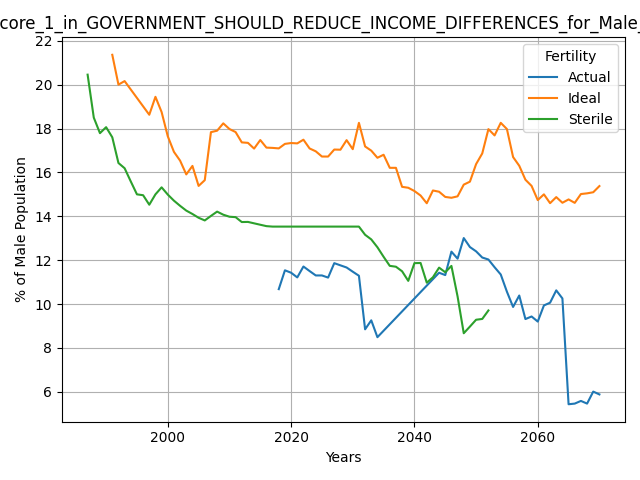 core_1_in_GOVERNMENT_SHOULD_REDUCE_INCOME_DIFFERENCES_for_Male_
22
20
18
16
14
12
10
8
6
% of Male Population
Fertility
Actual
Ideal
Sterile
2000 2020 2040 2060
Years